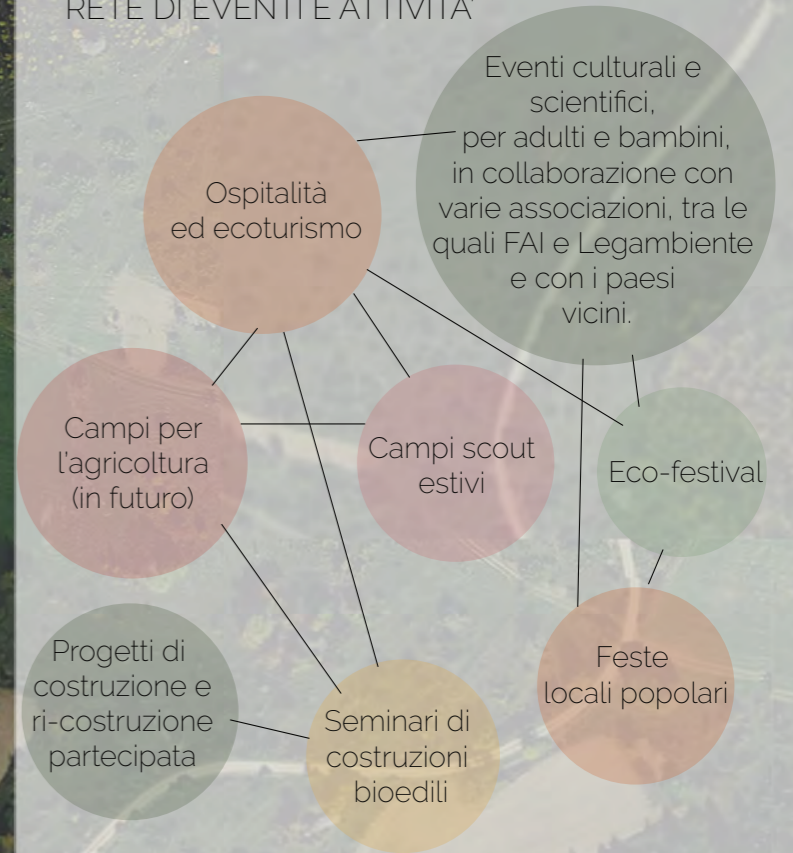 RETE DI EVENTI E ATTIVITA'
Eventi culturali e
scientifici,
per adulti e bambini,
in collaborazione con
varie associazioni, tra le
quali FAI e Legambiente
e con i paesi
vicini.
Ospitalità
ed ecoturismo
Campi per
l'agricoltura
(in futuro)
Campi scout
estivi
Eco-festival
Progetti di
costruzione e
ri-costruzione
partecipata
Seminari di
costruzioni
bioedili
Feste
locali popolari